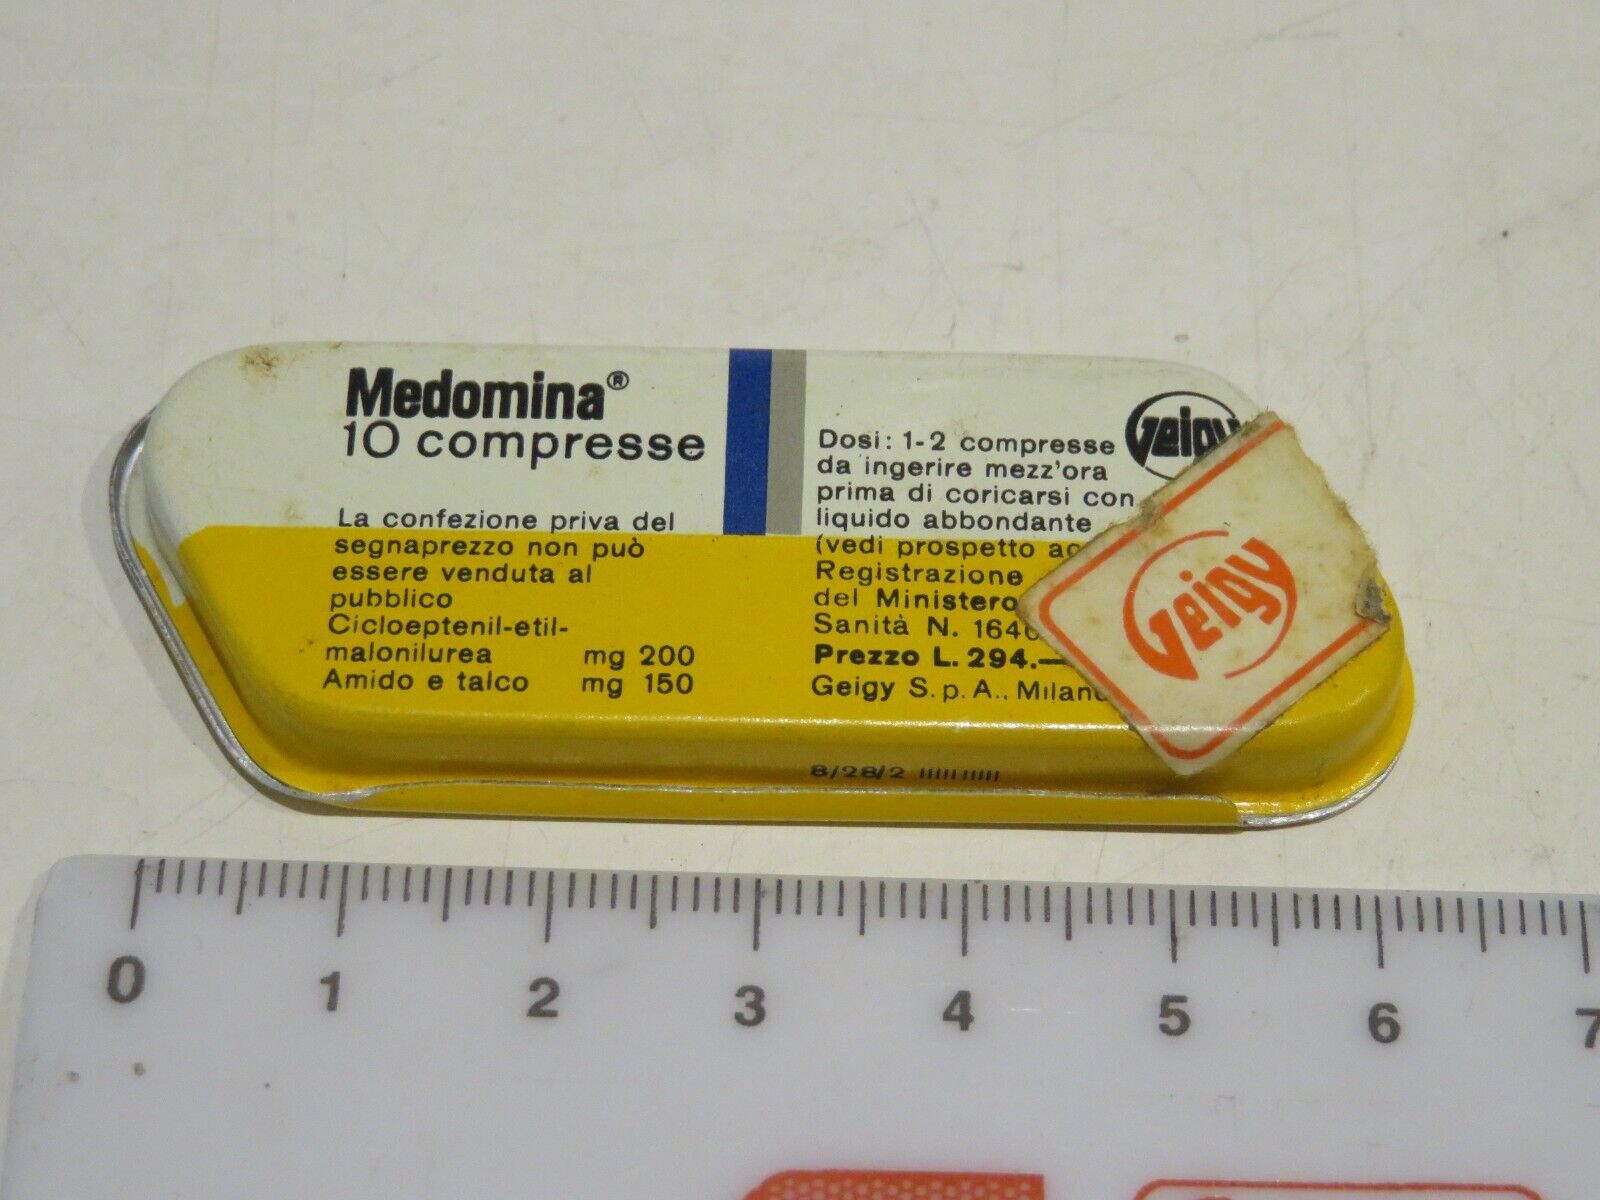 Medomina®
10 compresse
La confezione priva del
segnaprezzo non può
essere venduta al
pubblico
Cicloeptenil-etil-
malonilurea mg 200
Amido e talco mg 150
Geigy
Dosi: 1-2 compresse
da ingerire mezz'ora
prima di coricarsi con
liquido abbondante
(vedi prospetto
Registrazione
del Ministero
Sanità N.
Prezzo L. 294.—
Geigy S.p.A., Milano
Geigy
8/28/2
0 1 2 3 4 5 6 7